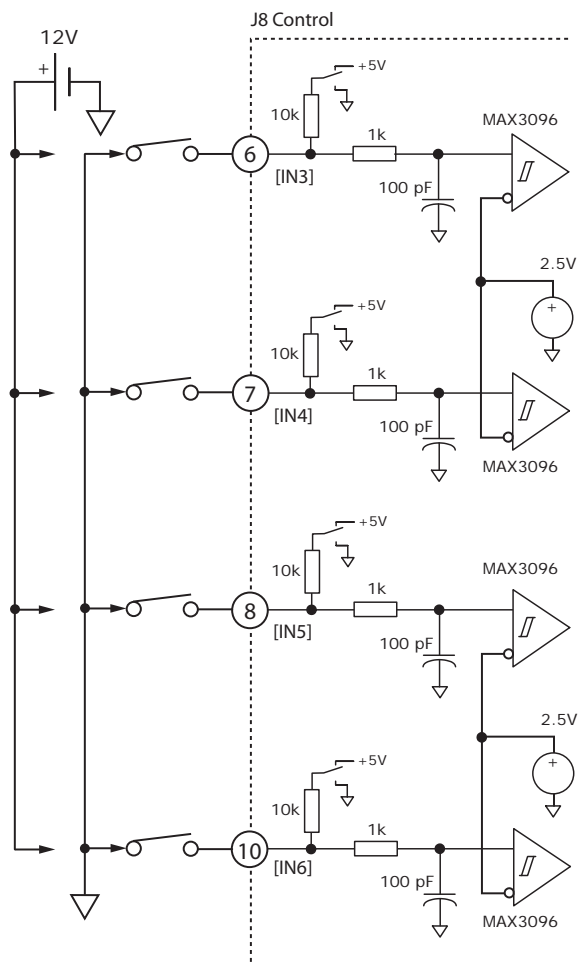 J8 Control
12V
+
+5V
10k
MAX3096
1k
6
[IN3]
100 pF
2.5V
+
+5V
10k
1k
7
[IN4]
100 pF
MAX3096
+5V
10k
MAX3096
1k
8
[IN5]
100 pF
2.5V
+
+5V
10k
1k
10
[IN6]
100 pF
MAX3096